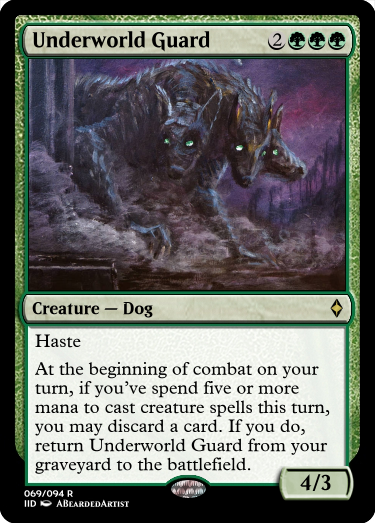 Underworld Guard 2
Creature — Dog
Haste
At the beginning of combat on your
turn, if you've spend five or more
mana to cast creature spells this turn,
you may discard a card. If you do,
return Underworld Guard from your
graveyard to the battlefield.
4/3
069/094 R
IID ABeardedArtist